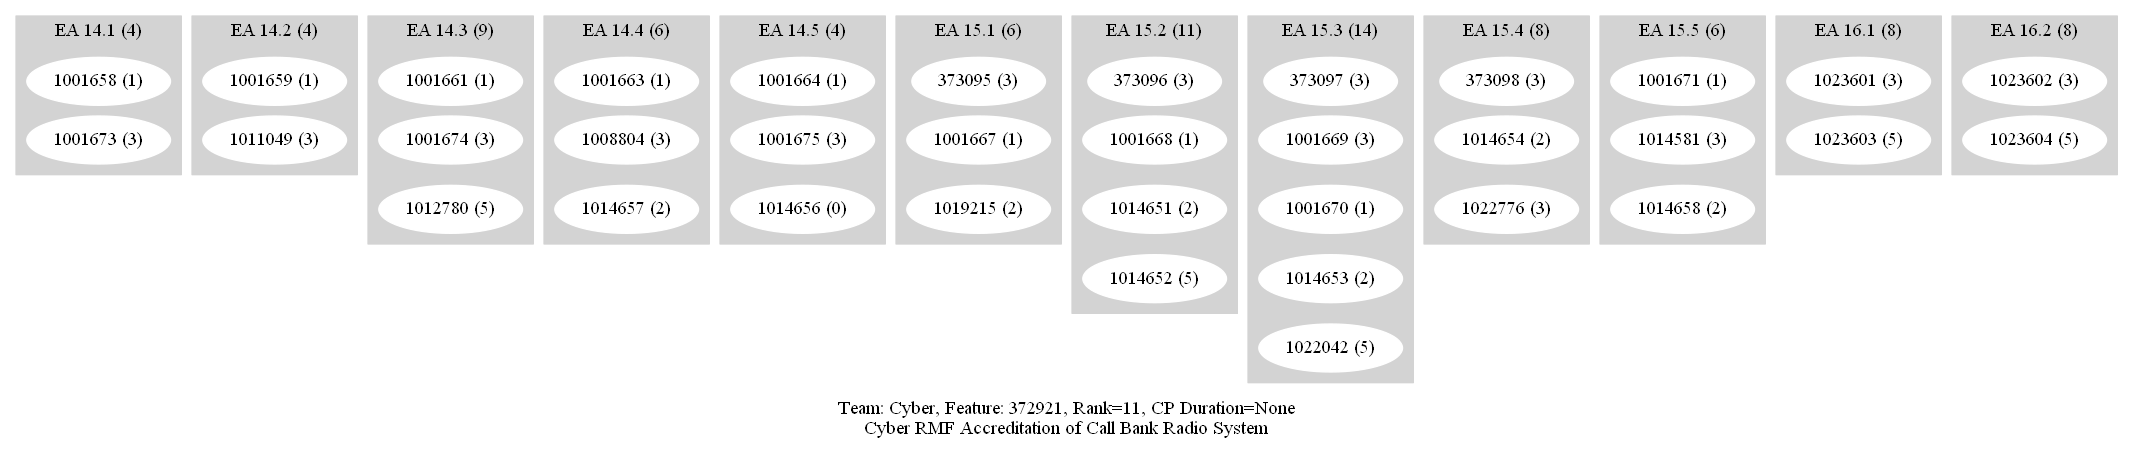 EA 14.1 (4)
1001658 (1)
1001673 (3)
EA 14.2 (4)
1001659 (1)
1011049 (3)
EA 14.3 (9)
1001661 (1)
1001674 (3)
1012780 (5)
EA 14.4 (6)
1001663 (1)
1008804 (3)
1014657 (2)
EA 14.5 (4)
1001664 (1)
1001675 (3)
1014656 (0)
EA 15.1 (6)
373095 (3)
1001667 (1)
1019215 (2)
EA 15.2 (11)
373096 (3)
1001668 (1)
1014651 (2)
1014652 (5)
EA 15.3 (14)
373097 (3)
1001669 (3)
1001670 (1)
1014653 (2)
1022042 (5)
EA 15.4 (8)
373098 (3)
1014654 (2)
1022776 (3)
EA 15.5 (6)
1001671 (1)
1014581 (3)
1014658 (2)
EA 16.1 (8)
1023601 (3)
1023603 (5)
EA 16.2 (8)
1023602 (3)
1023604 (5)
Team: Cyber, Feature: 372921, Rank=11, CP Duration=None
Cyber RMF Accreditation of Call Bank Radio System